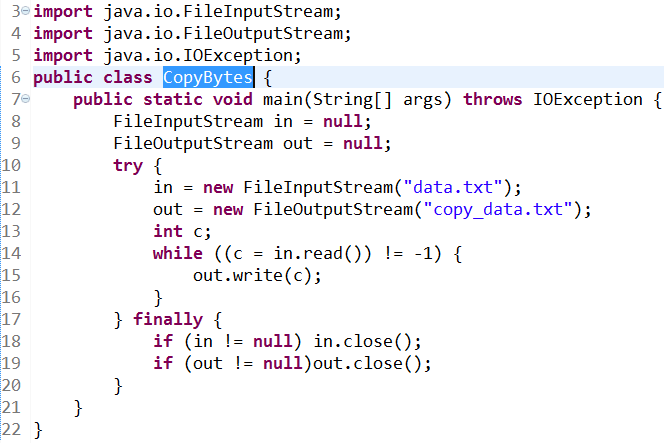 3 import java.io.FileInputStream;
4 import java.io.FileOutputStream;
5 import java.io.IOException;
6 public class CopyBytes {
7     public static void main(String[] args) throws IOException {
8         FileInputStream in = null;
9         FileOutputStream out = null;
10         try {
11             in = new FileInputStream("data.txt");
12             out = new FileOutputStream("copy_data.txt");
13             int c;
14             while ((c = in.read()) != -1) {
15                 out.write(c);
16             }
17         } finally {
18             if (in != null) in.close();
19             if (out != null)out.close();
20         }
21     }
22 }